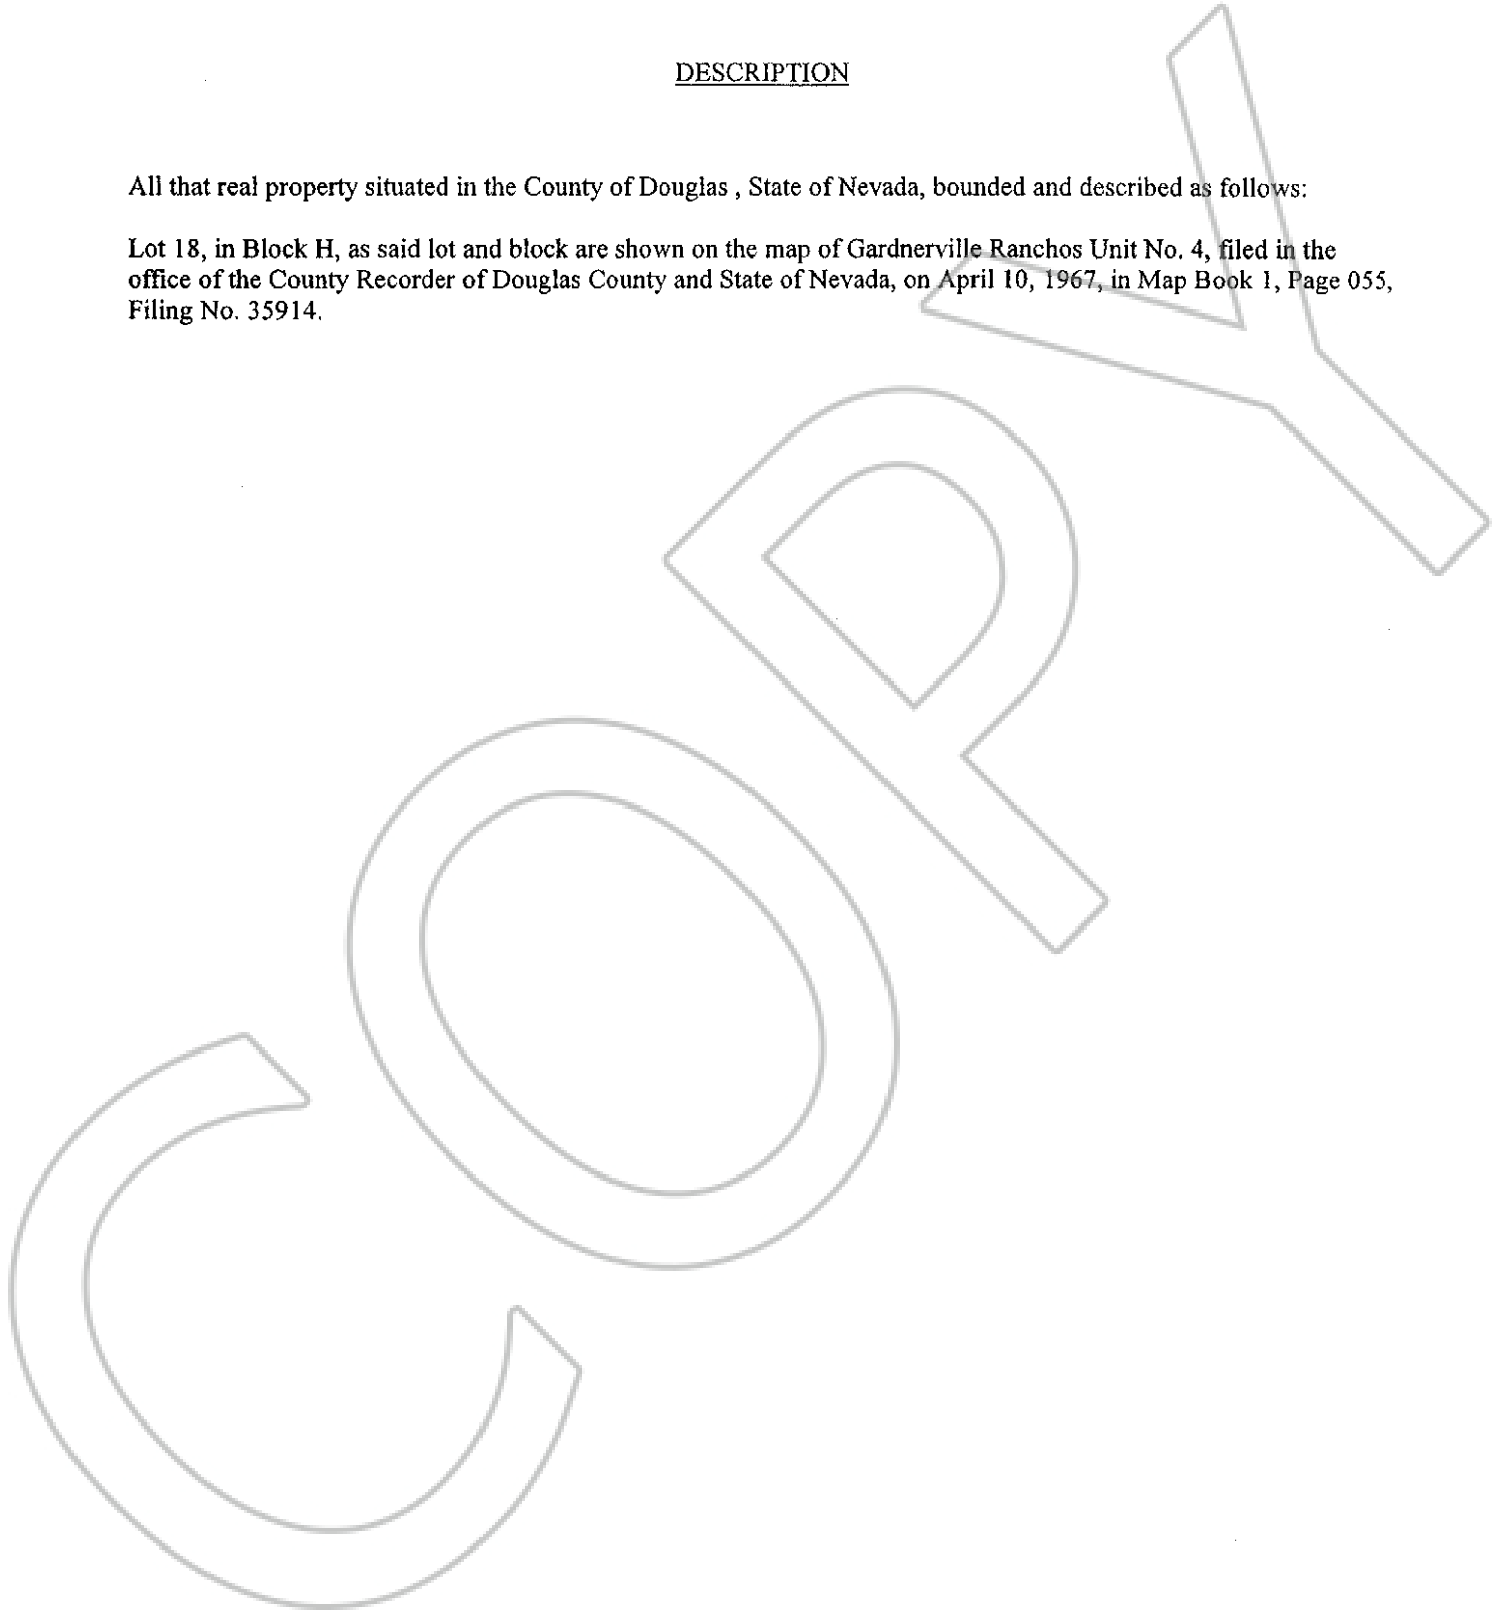 DESCRIPTION
All that real property situated in the County of Douglas , State of Nevada, bounded and described as follows:
Lot 18, in Block H, as said lot and block are shown on the map of Gardnerville Ranchos Unit No. 4, filed in the
office of the County Recorder of Douglas County and State of Nevada, on April 10, 1967, in Map Book 1, Page 055,
Filing No. 35914.
COPY